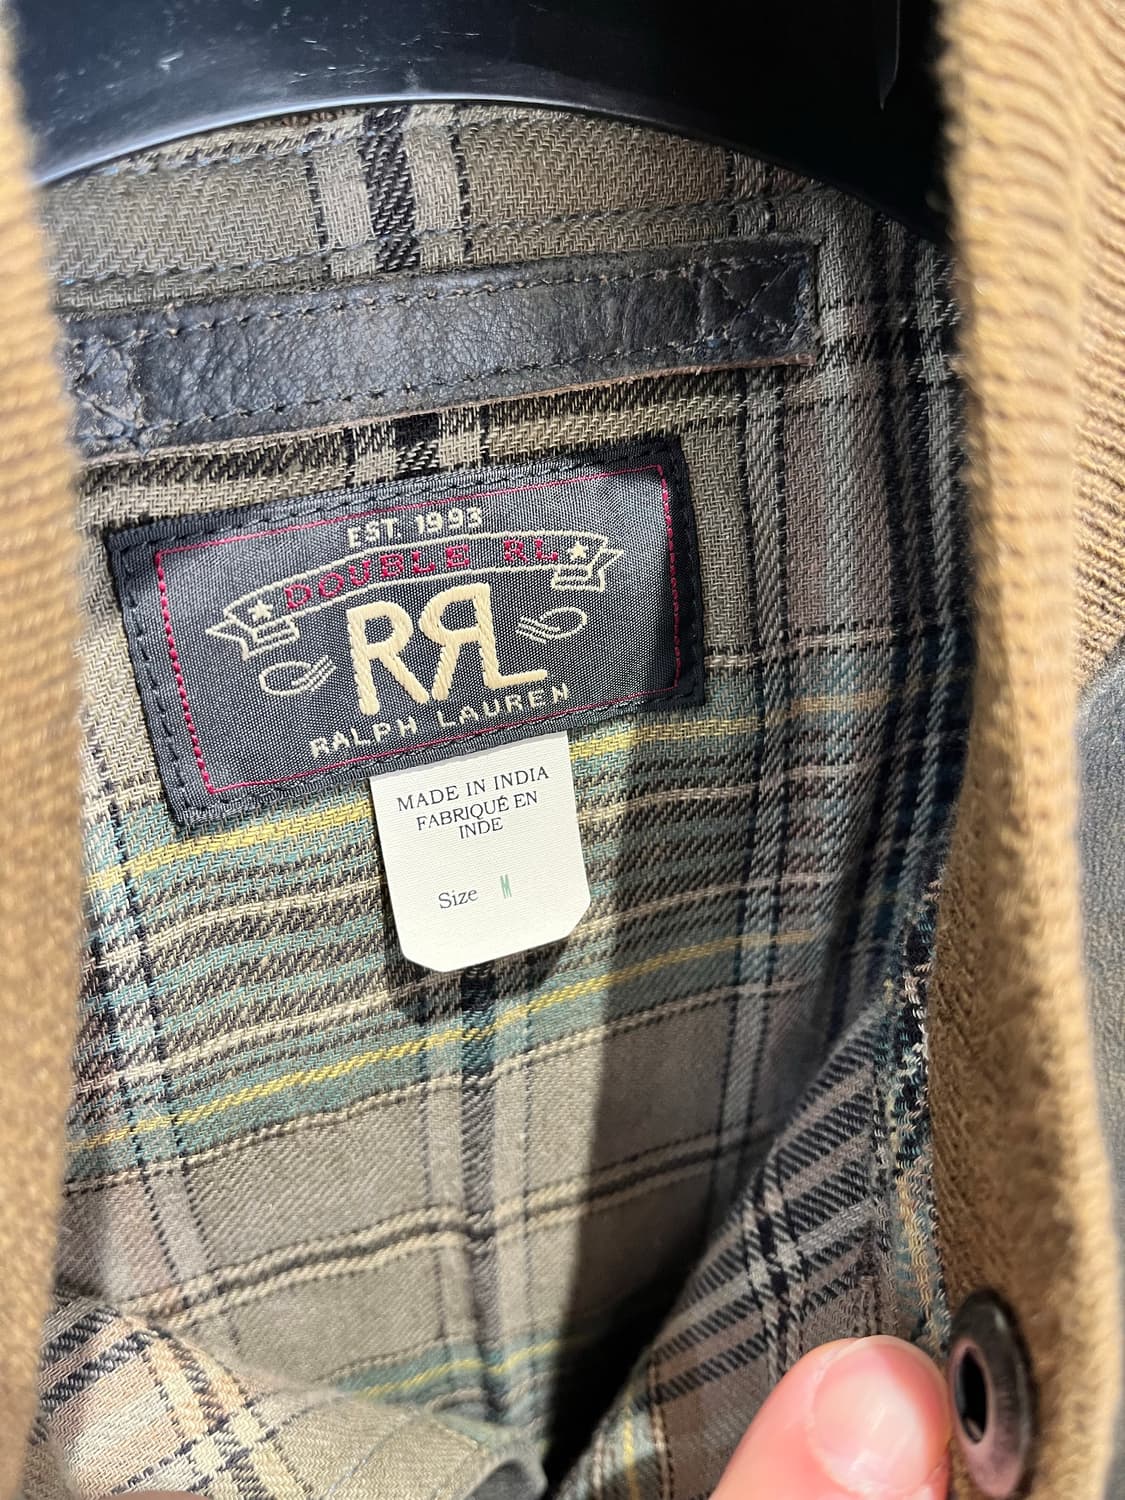 EST. 1993
DOUBLE RL
RRL
RALPH LAUREN
MADE IN INDIA
FABRIQUÉ EN
INDE
Size M